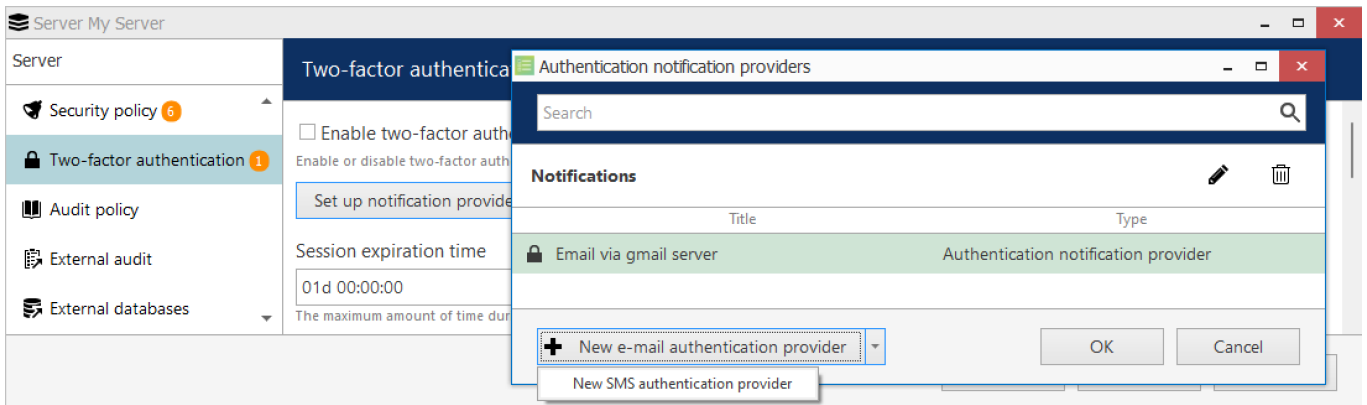 Server My Server
Server
Security policy 6
Two-factor authentication 1
Audit policy
External audit
External databases
Two-factor authentica
Enable two-factor auth
Enable or disable two-factor auth
Set up notification provide
Session expiration time
01d 00:00:00
The maximum amount of time dur
Authentication notification providers
Search
Notifications
Title Type
Email via gmail server Authentication notification provider
New e-mail authentication provider OK Cancel
New SMS authentication provider